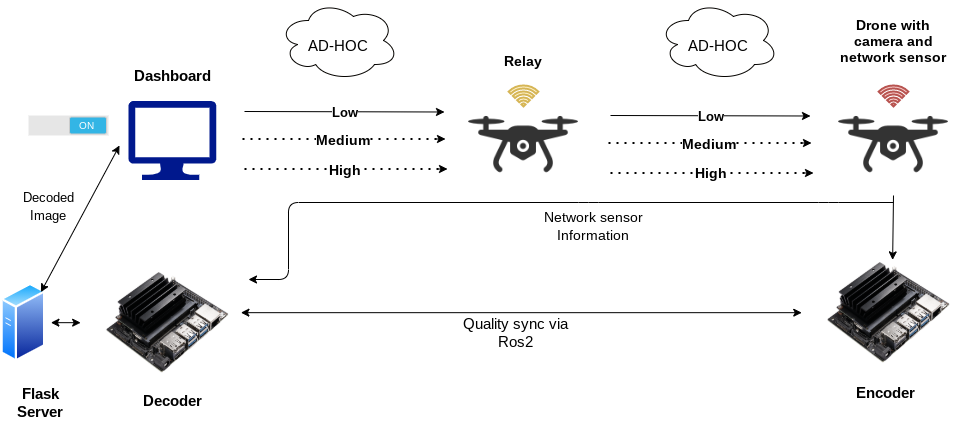 AD-HOC
AD-HOC
Drone with
camera and
network sensor
Relay
Dashboard
ON
Low
Medium
High
Low
Medium
High
Decoded
Image
Network sensor
Information
Quality sync via
Ros2
Flask
Server
Decoder
Encoder